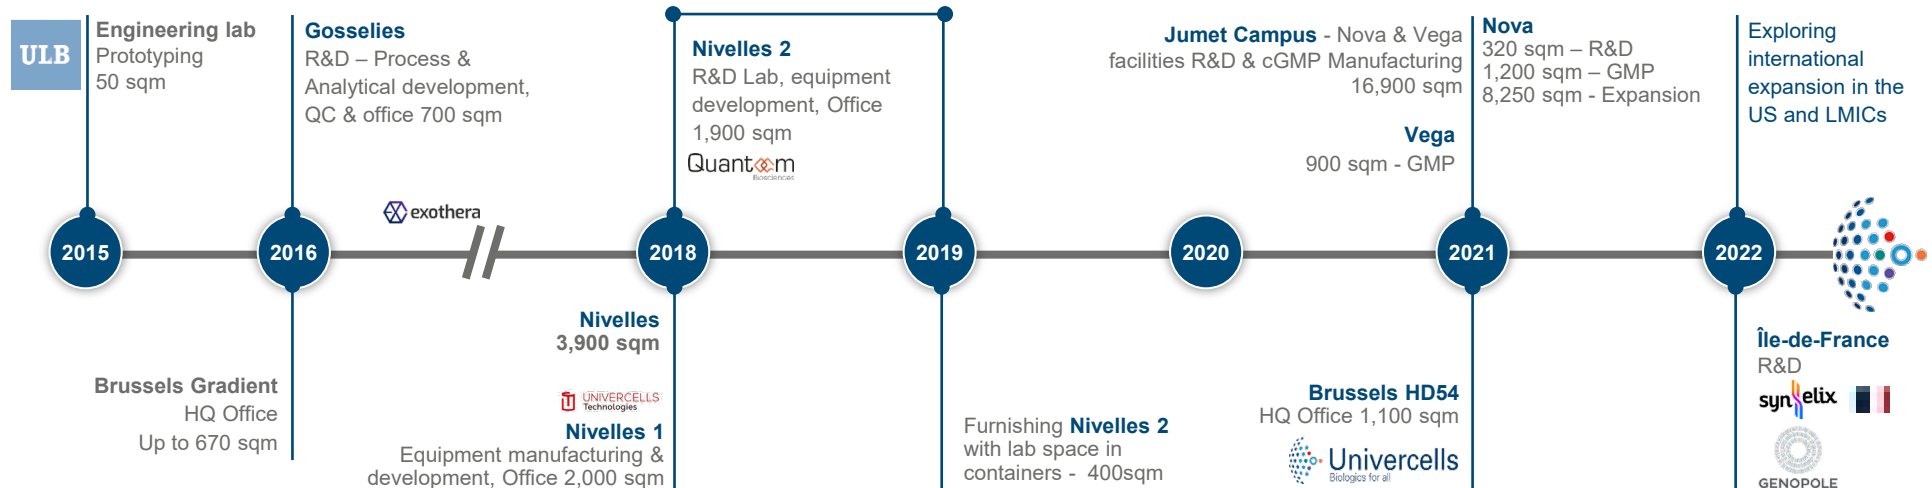 ULB
Engineering lab
Prototyping
50 sqm
Gosselies
R&D – Process &
Analytical development,
QC & office 700 sqm
Nivelles 2
R&D Lab, equipment
development, Office
1,900 sqm
Quantoom
Biosciences
Jumet Campus - Nova & Vega
facilities R&D & cGMP Manufacturing
16,900 sqm
Vega
900 sqm - GMP
Nova
320 sqm – R&D
1,200 sqm – GMP
8,250 sqm - Expansion
Exploring
international
expansion in the
US and LMICs
exothera
2015
2016
2018
2019
2020
2021
2022
Brussels Gradient
HQ Office
Up to 670 sqm
Nivelles
3,900 sqm
UNIVERCELLS
Technologies
Nivelles 1
Equipment manufacturing &
development, Office 2,000 sqm
Furnishing Nivelles 2
with lab space in
containers - 400sqm
Brussels HD54
HQ Office 1,100 sqm
Univercells
Biologics for all
Île-de-France
R&D
synhelix
GENOPOLE